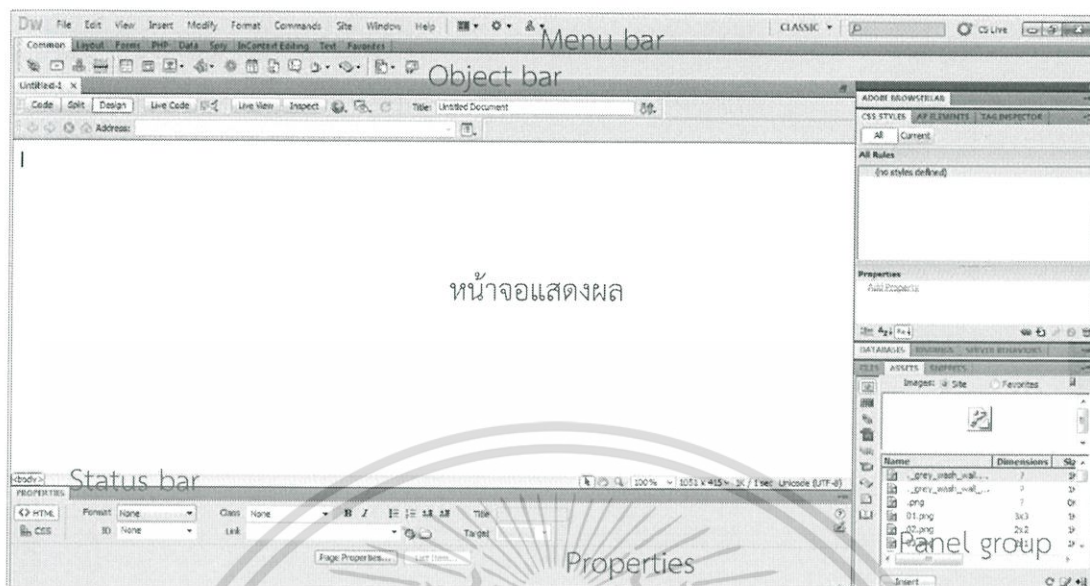 DW File Edit View Insert Modify Format Commands Site Window Help CLASSIC CS Live
Menu bar
Common Layout Forms PHP Data Spry InContext Editing Text Favorites
Object bar
Untitled-1 ×
Code Split Design Live Code Live View Inspect Title: Untitled Document
Address:
ADOBE BROWSERLAB
CSS STYLES AP ELEMENTS TAG INSPECTOR
All Current
All Rules
(no styles defined)
หน้าจอแสดงผล
Properties
Add Property
DATABASES BINDINGS SERVER BEHAVIORS
FILES ASSETS SNIPPETS
Images: Site Favorites
Name Dimensions Siz
._grey_wash_wall... ?
._grey_wash_wall_... ?
.png ?
01.png 3x3
02.png 2x2
Panel group
Insert
<body> Status bar 100% 1051 x 415 1K / 1 sec Unicode (UTF-8)
PROPERTIES
<> HTML Format None Class None B I Title
CSS ID None Link Target
Page Properties... List Item...
Properties